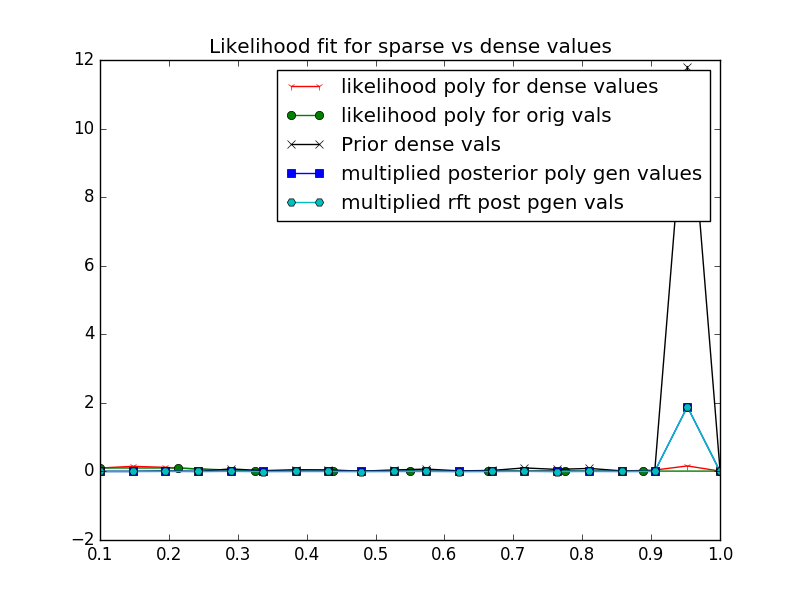 Likelihood fit for sparse vs dense values
12
10
8
6
4
2
0
−2
likelihood poly for dense values
likelihood poly for orig vals
Prior dense vals
multiplied posterior poly gen values
multiplied rft post pgen vals
0.1 0.2 0.3 0.4 0.5 0.6 0.7 0.8 0.9 1.0